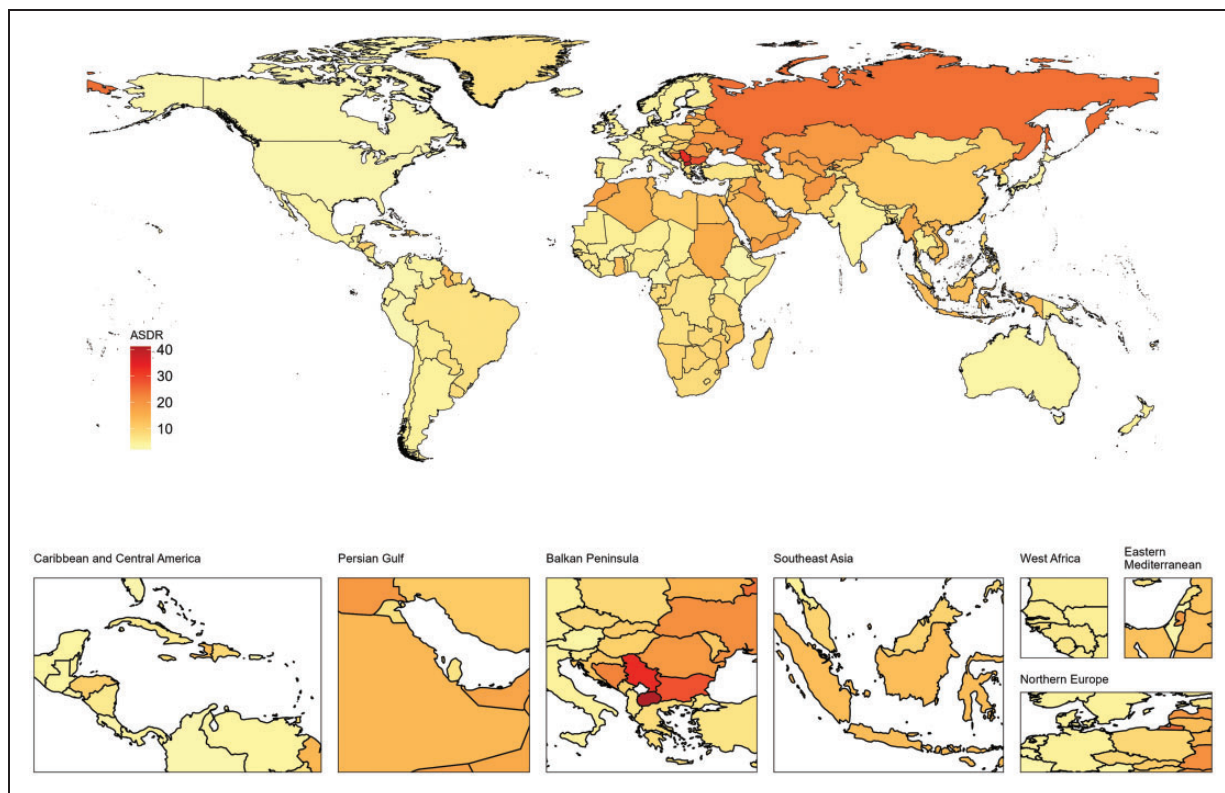 ASDR
40
30
20
10
Caribbean and Central America
Persian Gulf
Balkan Peninsula
Southeast Asia
West Africa
Eastern
Mediterranean
Northern Europe